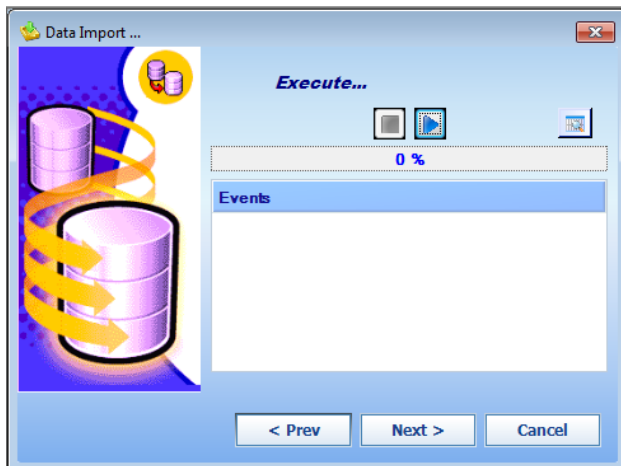 Data Import ...
Execute...
0 %
Events
< Prev
Next >
Cancel